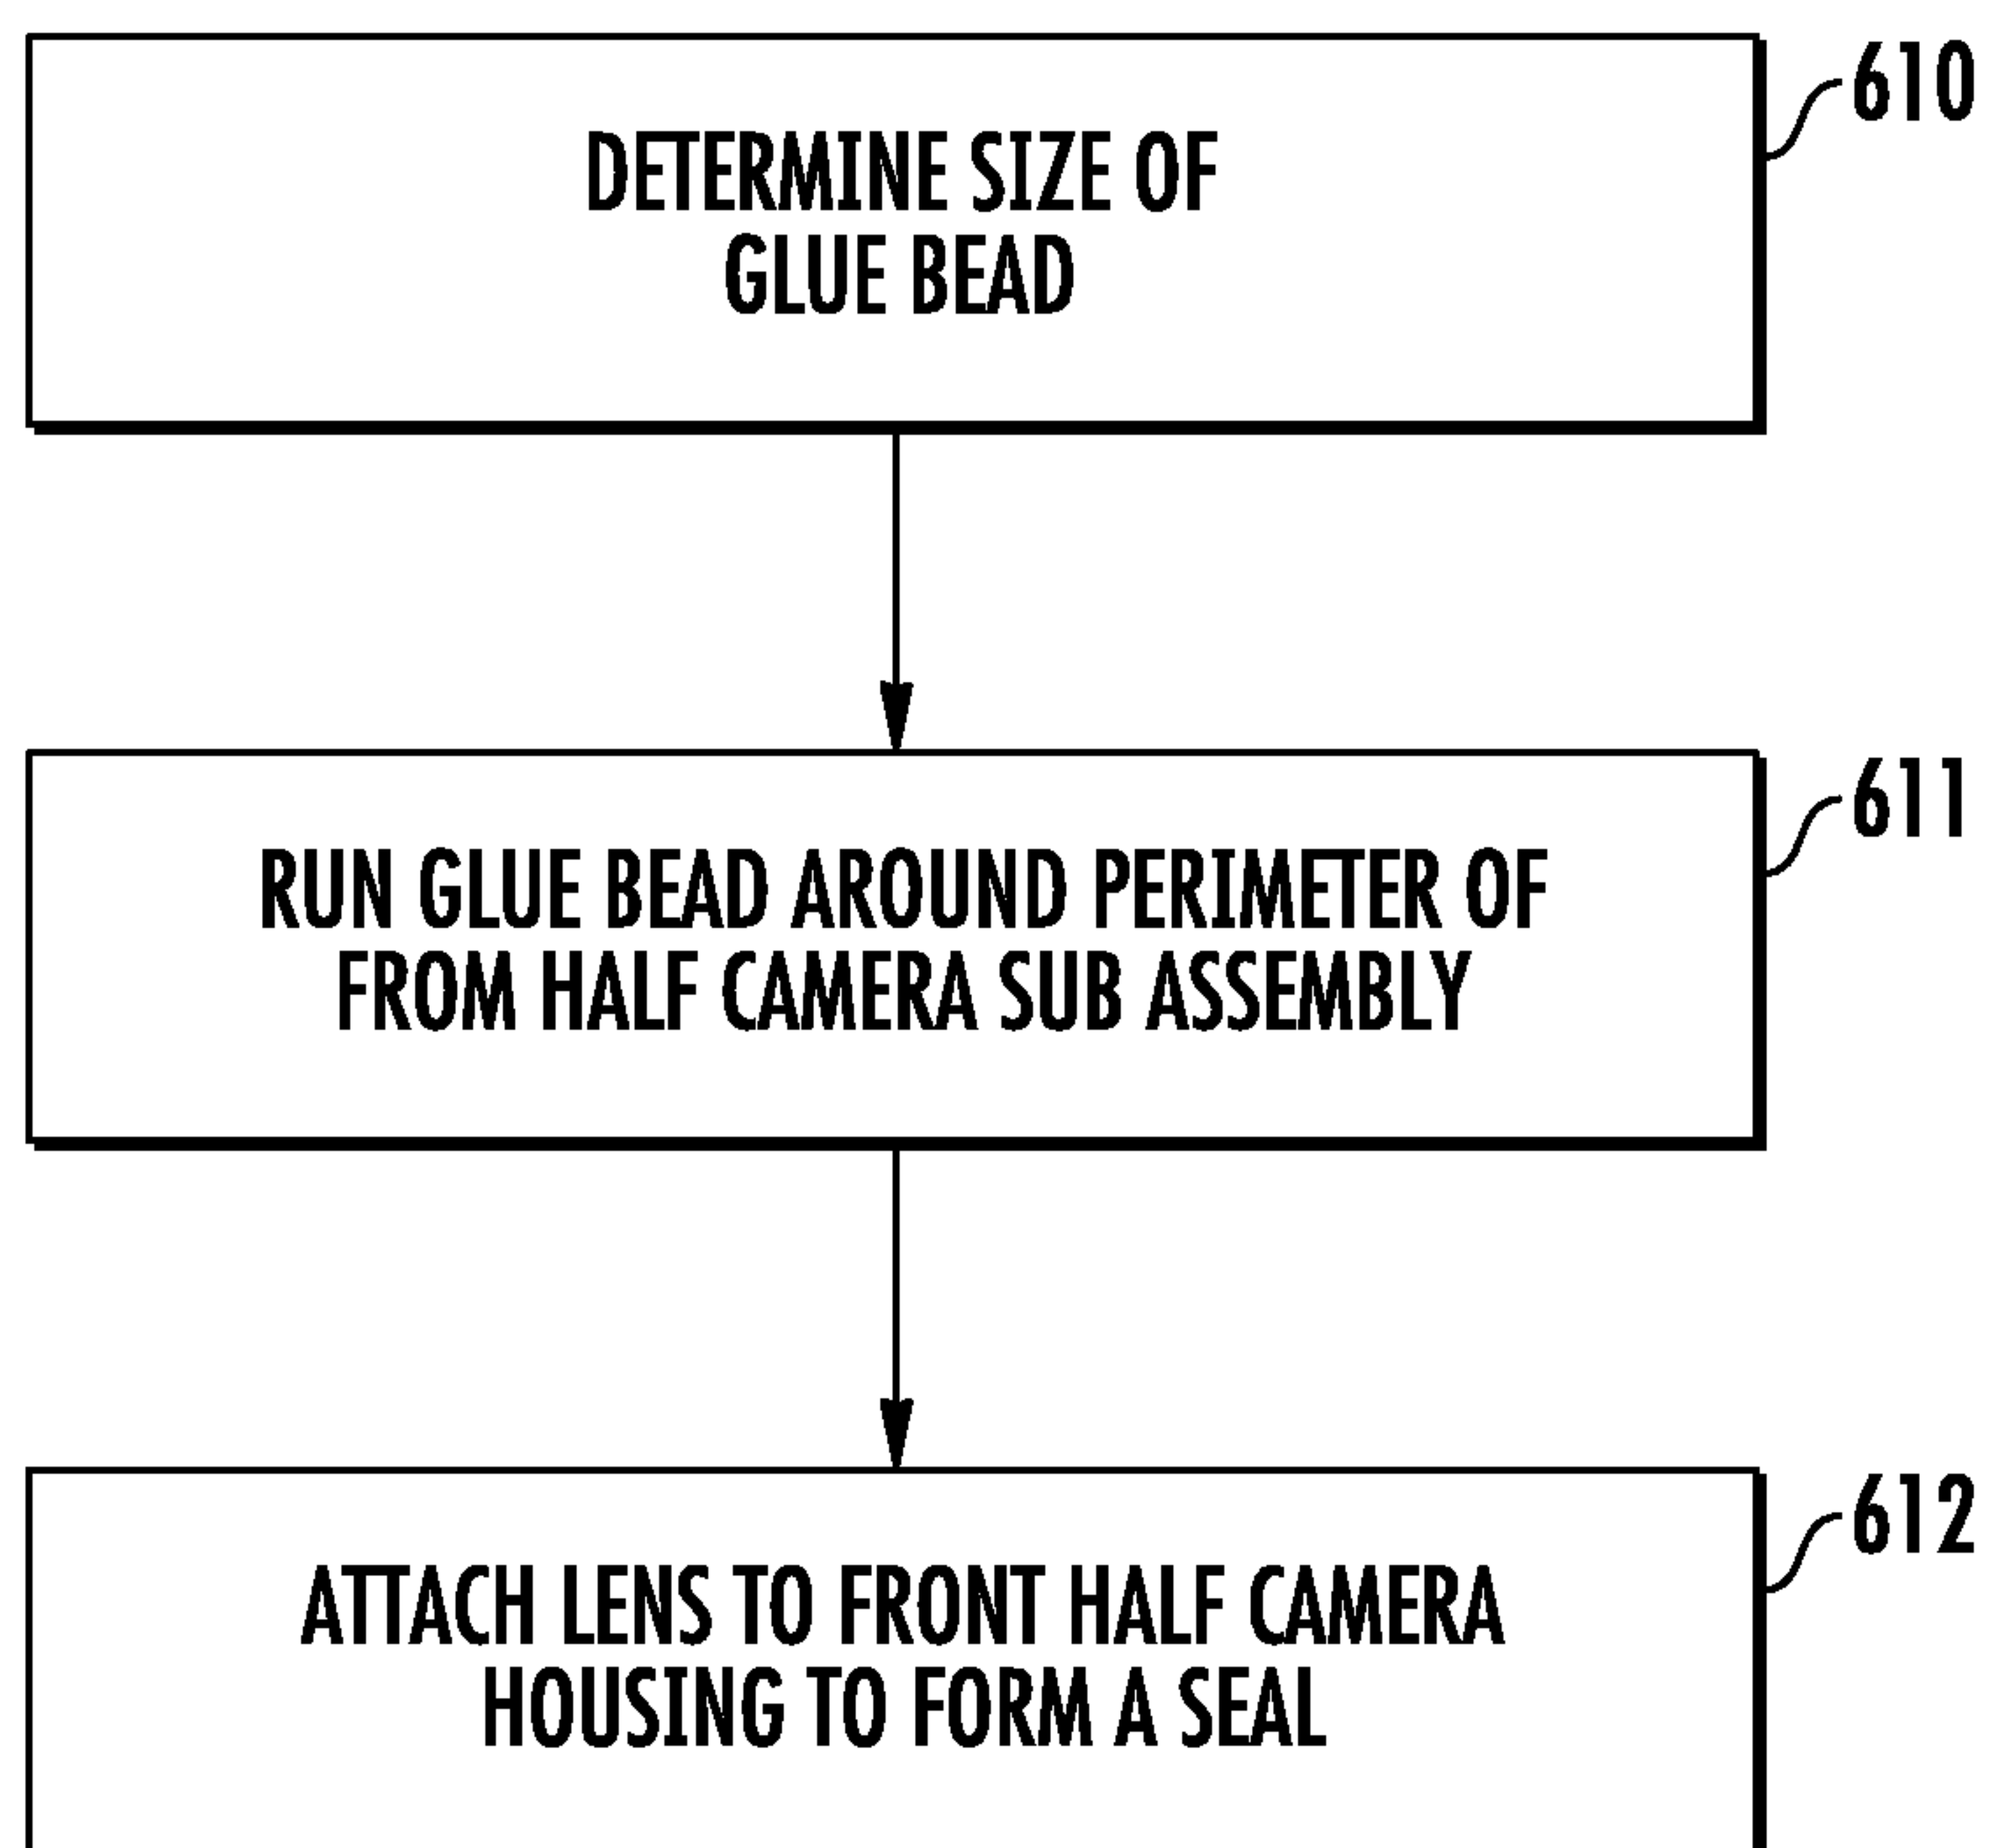 DETERMINE SIZE OF
GLUE BEAD
610
RUN GLUE BEAD AROUND PERIMETER OF
FROM HALF CAMERA SUB ASSEMBLY
611
ATTACH LENS TO FRONT HALF CAMERA
HOUSING TO FORM A SEAL
612